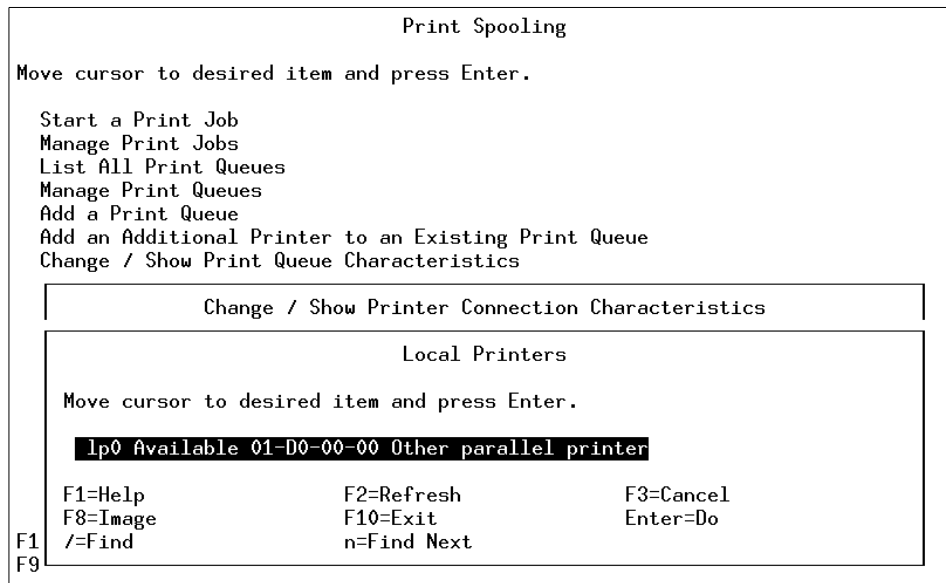 Print Spooling
Move cursor to desired item and press Enter.
Start a Print Job
Manage Print Jobs
List All Print Queues
Manage Print Queues
Add a Print Queue
Add an Additional Printer to an Existing Print Queue
Change / Show Print Queue Characteristics
Change / Show Printer Connection Characteristics
Local Printers
Move cursor to desired item and press Enter.
lp0 Available 01-D0-00-00 Other parallel printer
F1=Help F2=Refresh F3=Cancel
F8=Image F10=Exit Enter=Do
F1 /=Find n=Find Next
F9